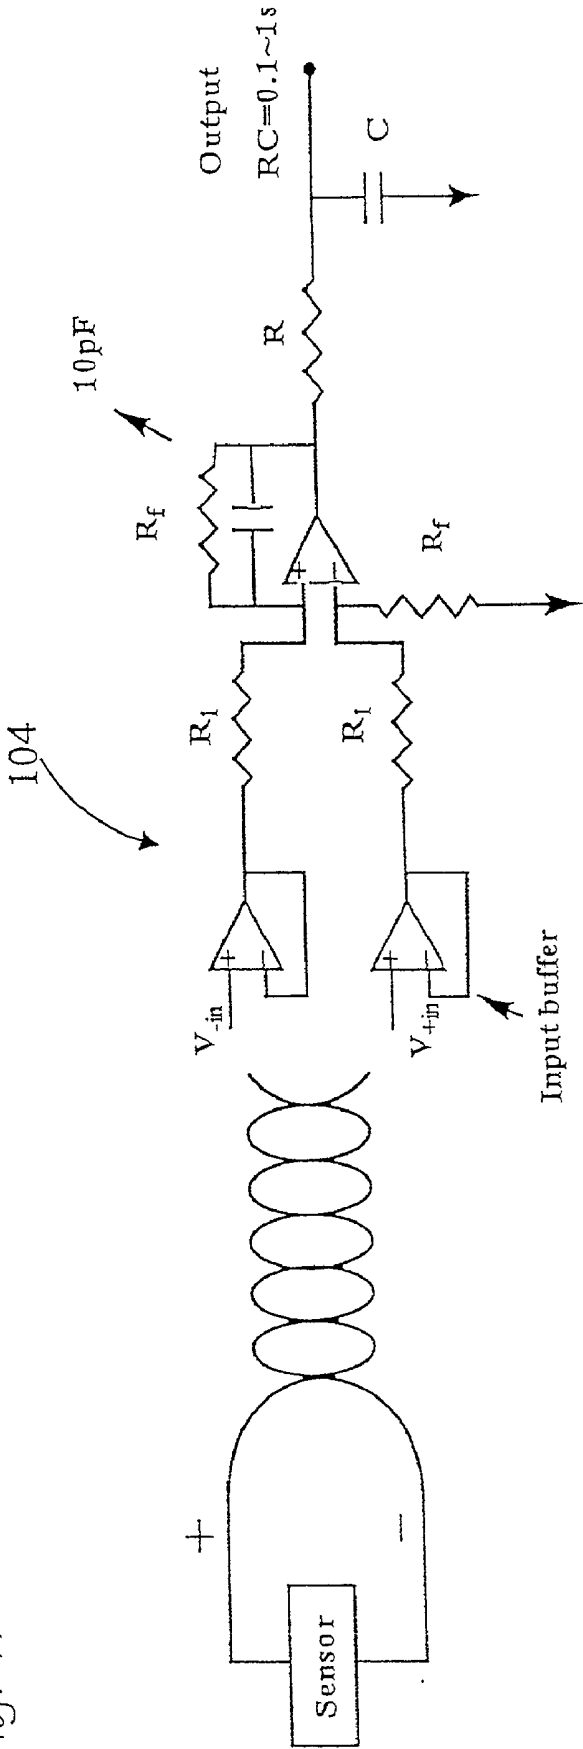 104
10pF
Output
RC=0.1~1s
Rf
R
C
R1
+
−
Rf
R1
V-in
+
−
V+in
+
−
Input buffer
+
−
Sensor